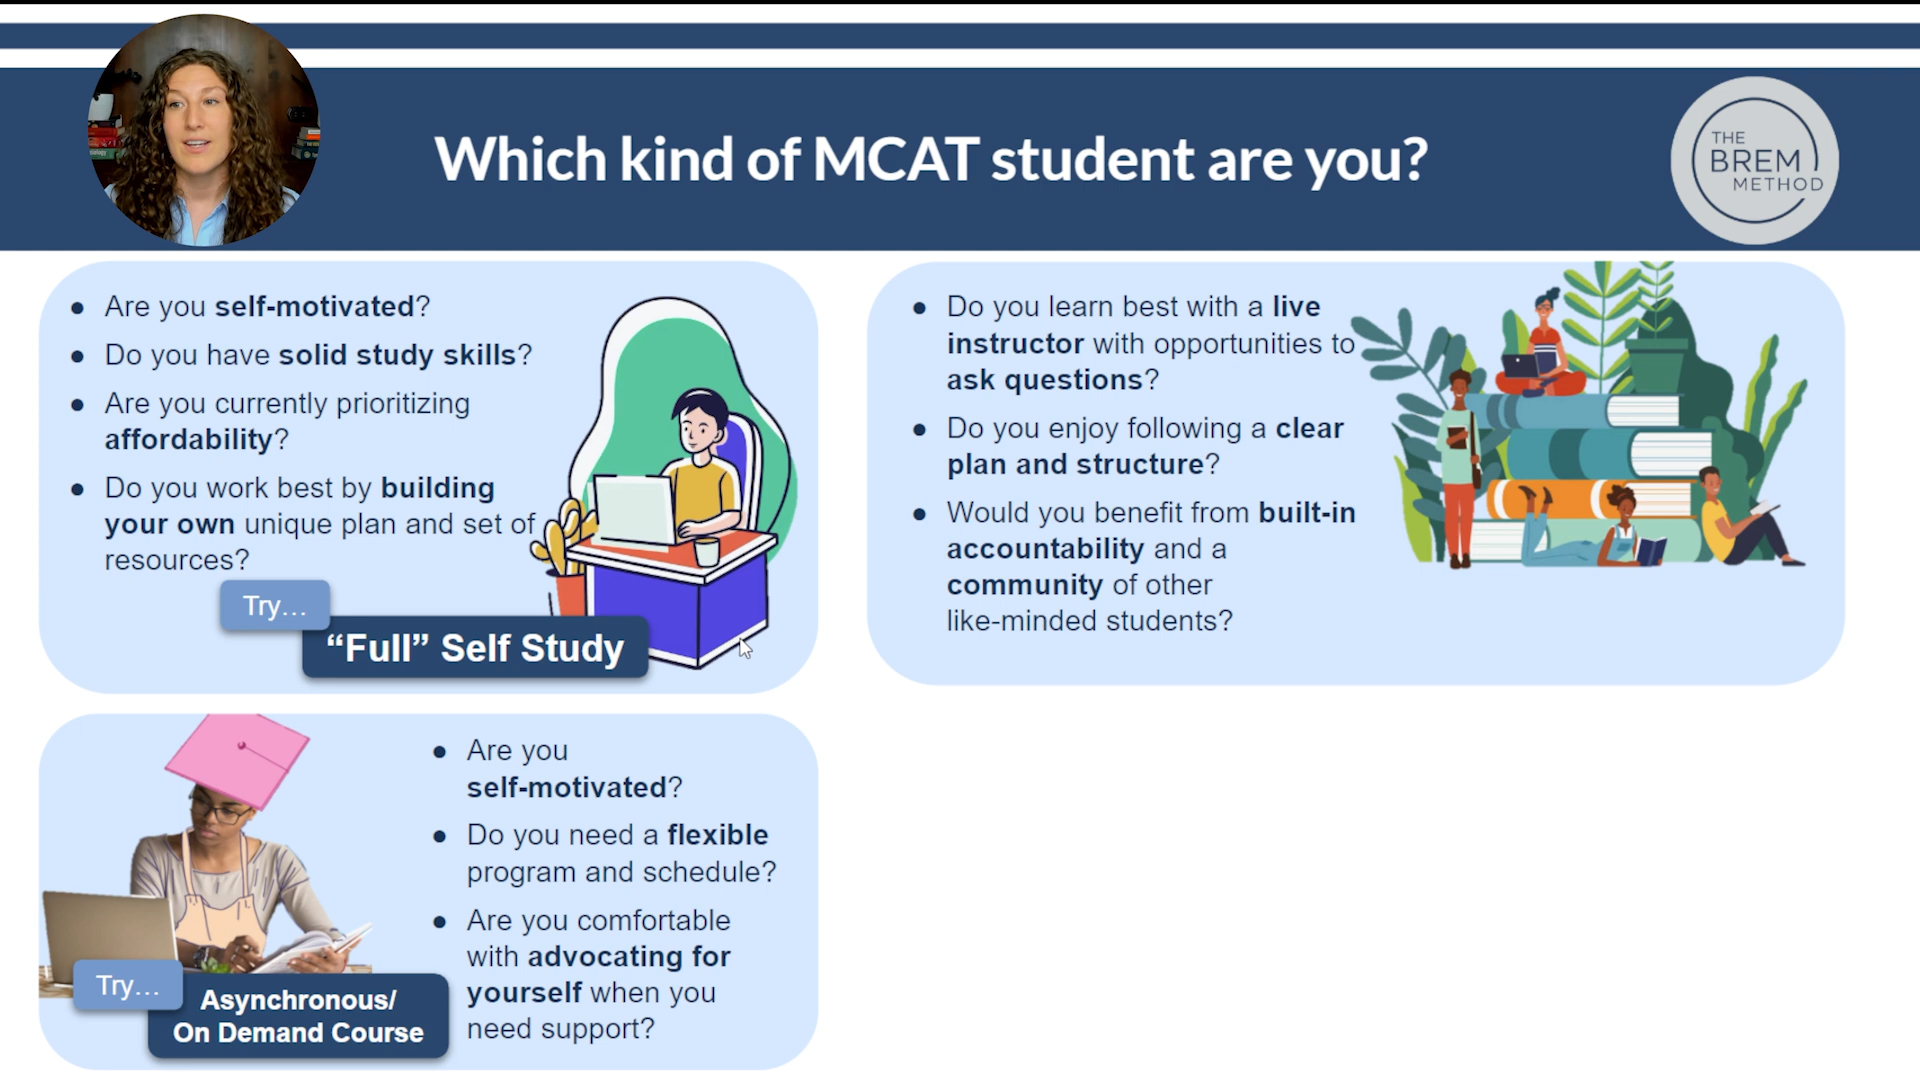 Which kind of MCAT student are you?
THE
BREM
METHOD
● Are you self-motivated?
● Do you have solid study skills?
● Are you currently prioritizing
affordability?
● Do you work best by building
your own unique plan and set of
resources?
Try...
“Full” Self Study
● Do you learn best with a live
instructor with opportunities to
ask questions?
● Do you enjoy following a clear
plan and structure?
● Would you benefit from built-in
accountability and a
community of other
like-minded students?
● Are you
self-motivated?
● Do you need a flexible
program and schedule?
● Are you comfortable
with advocating for
yourself when you
need support?
Try...
Asynchronous/
On Demand Course